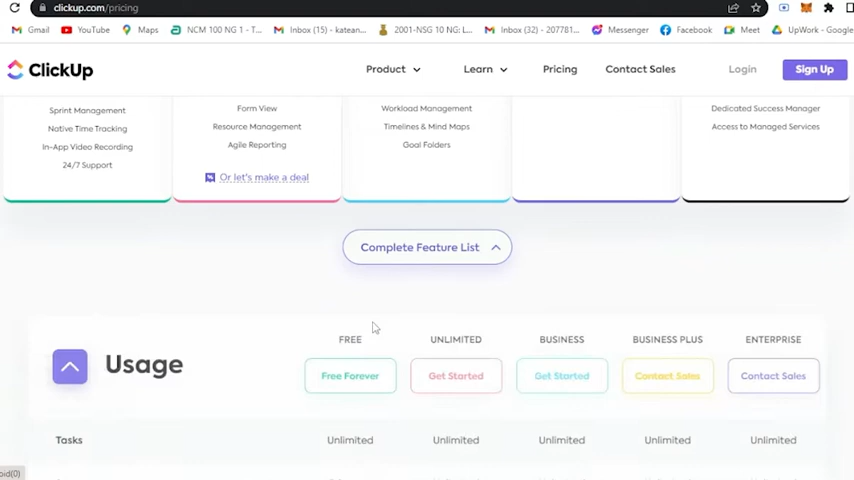 clickup.com/pricing
Gmail
YouTube
Maps
NCM 100 NG 1 - T...
Inbox (15) - katean...
2001-NSG 10 NG: L...
Inbox (32) - 207781...
Messenger
Facebook
Meet
UpWork - Google
ClickUp
Product
Learn
Pricing
Contact Sales
Login
Sign Up
Sprint Management
Native Time Tracking
In-App Video Recording
24/7 Support
Form View
Resource Management
Agile Reporting
Or let's make a deal
Workload Management
Timelines & Mind Maps
Goal Folders
Dedicated Success Manager
Access to Managed Services
Complete Feature List
Usage
FREE
UNLIMITED
BUSINESS
BUSINESS PLUS
ENTERPRISE
Free Forever
Get Started
Get Started
Contact Sales
Contact Sales
Tasks
Unlimited
Unlimited
Unlimited
Unlimited
Unlimited
oid(0)